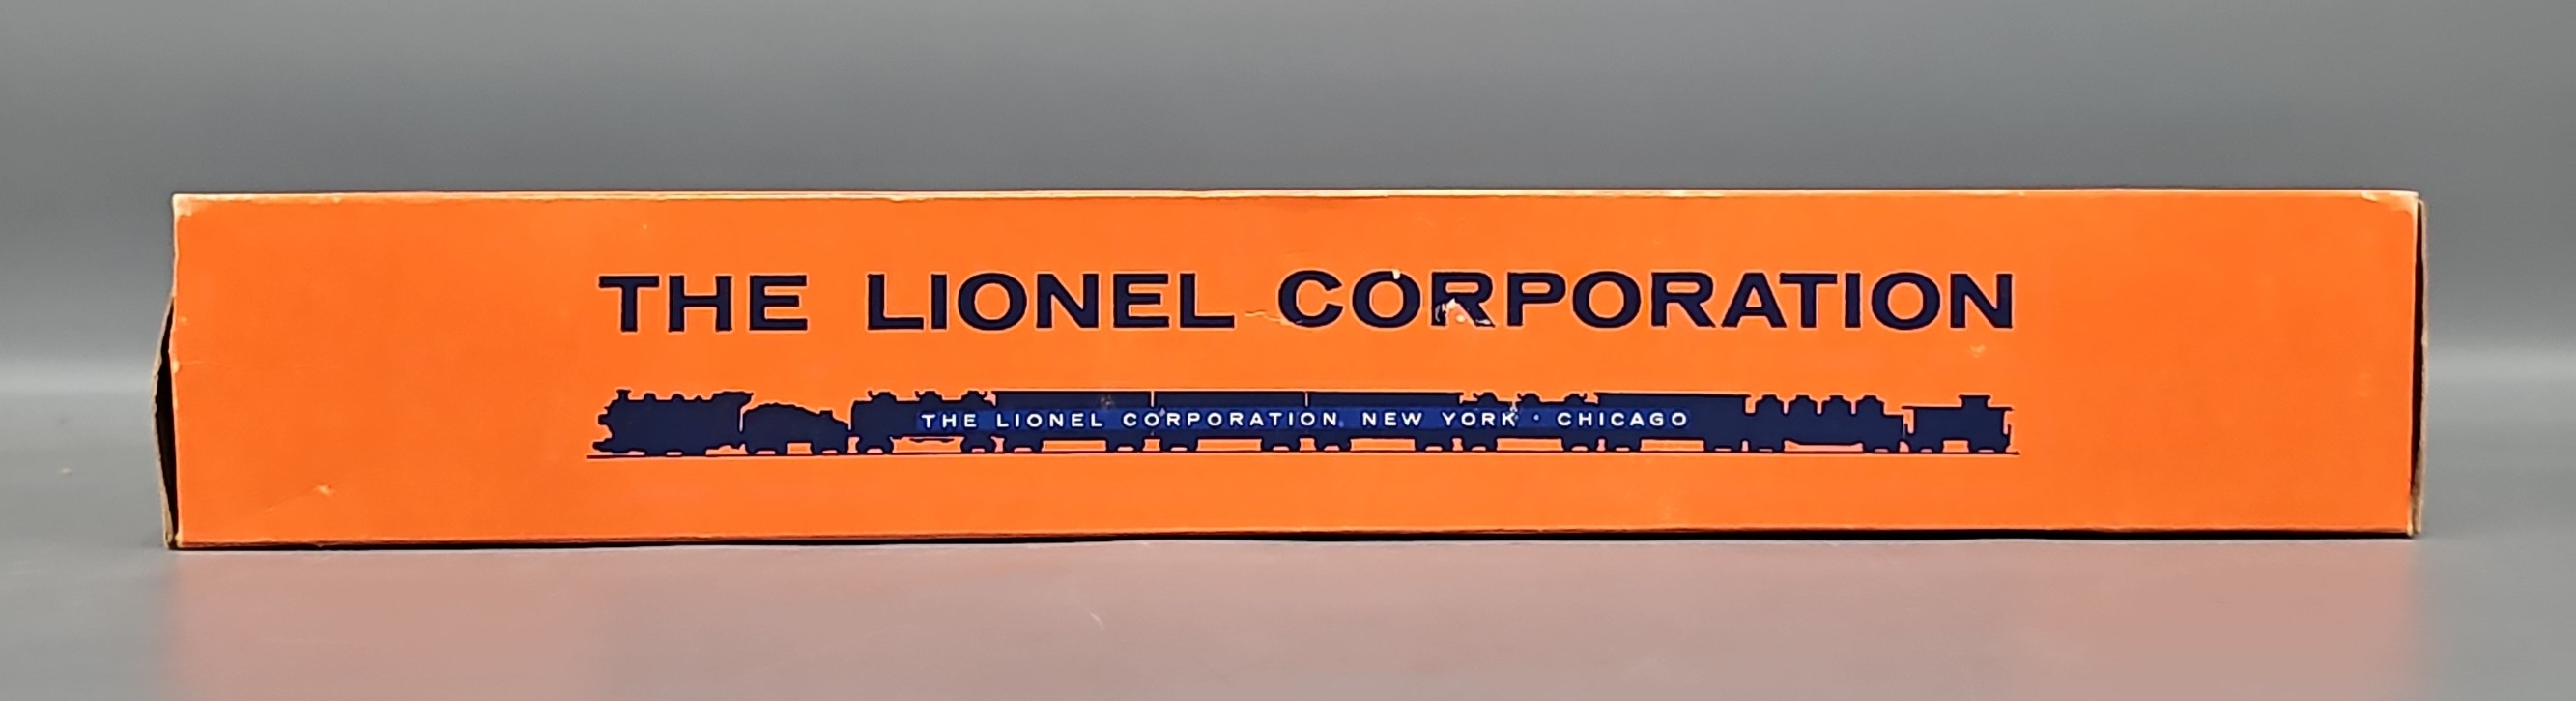 THE LIONEL CORPORATION
THE LIONEL CORPORATION, NEW YORK · CHICAGO